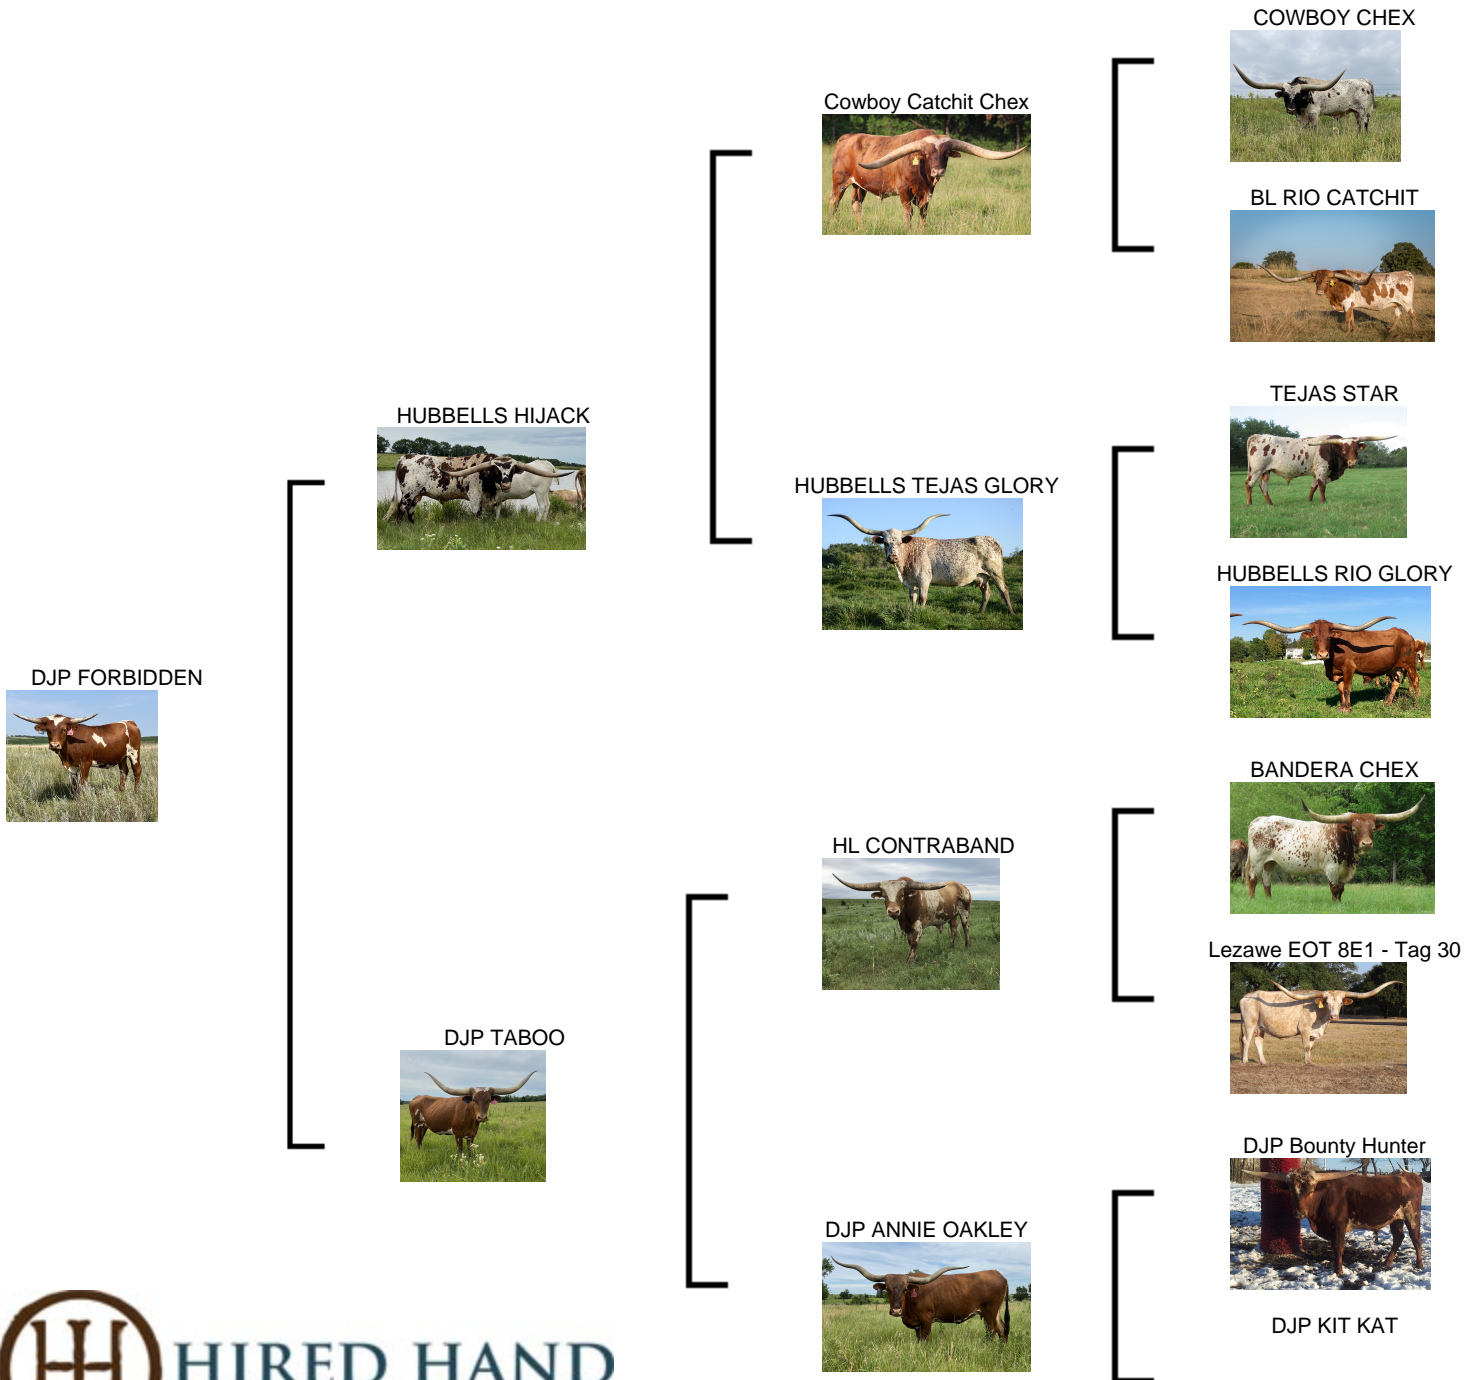 COWBOY CHEX
Cowboy Catchit Chex
BL RIO CATCHIT
TEJAS STAR
HUBBELLS HIJACK
HUBBELLS TEJAS GLORY
HUBBELLS RIO GLORY
DJP FORBIDDEN
BANDERA CHEX
HL CONTRABAND
Lezawe EOT 8E1 - Tag 30
DJP TABOO
DJP Bounty Hunter
DJP ANNIE OAKLEY
DJP KIT KAT
HIRED HAND